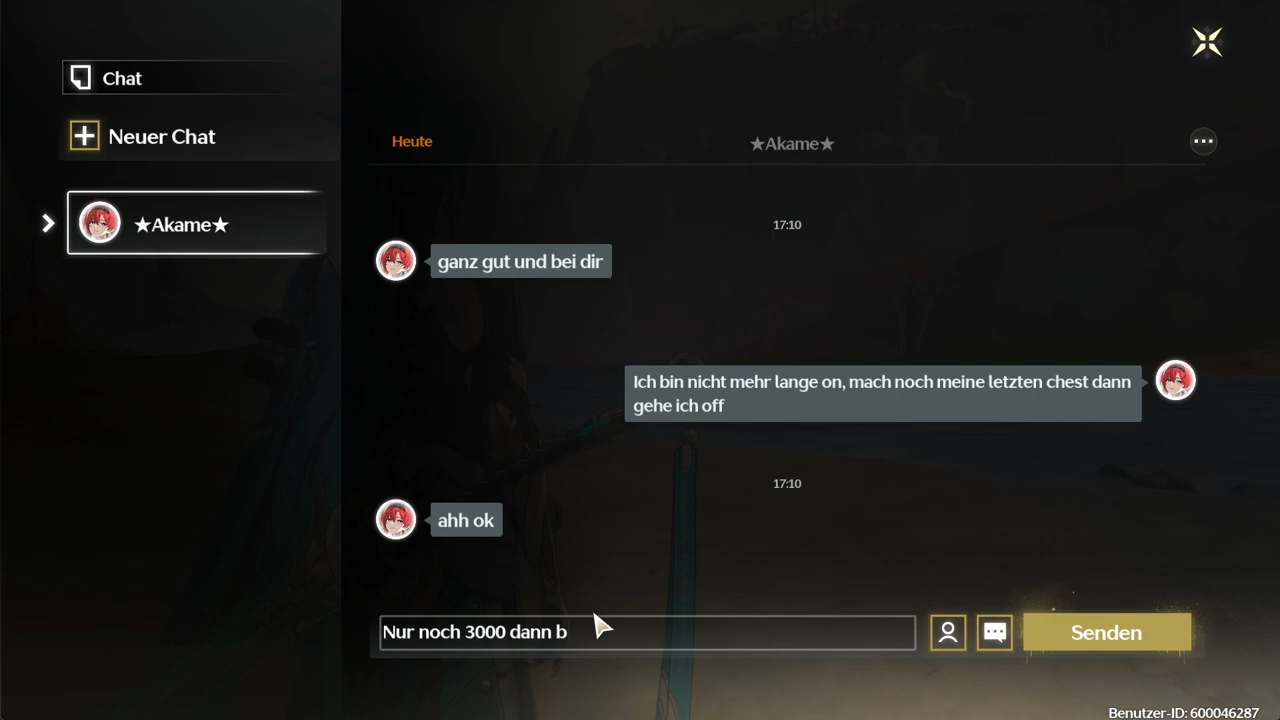 Chat
Neuer Chat
★Akame★
Heute
★Akame★
17:10
ganz gut und bei dir
Ich bin nicht mehr lange on, mach noch meine letzten chest dann
gehe ich off
17:10
ahh ok
Nur noch 3000 dann b
Senden
Benutzer-ID: 600046287